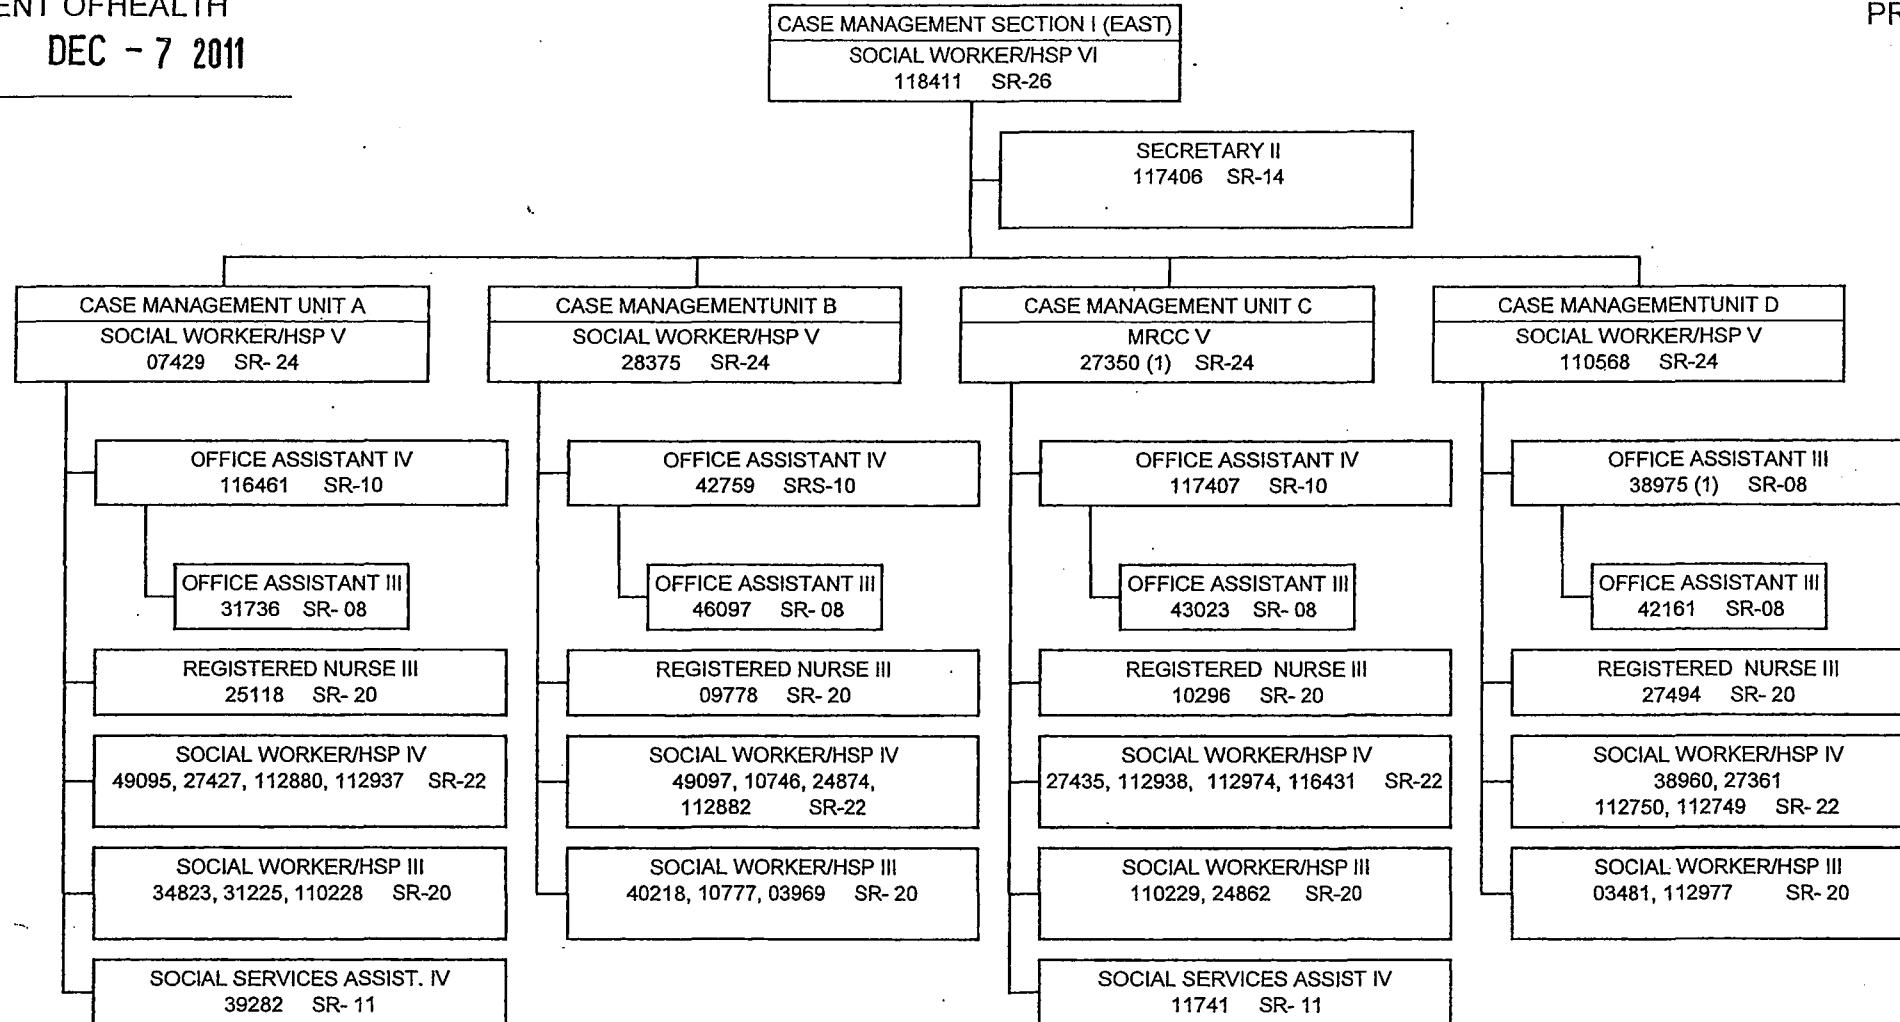 ENT OFHEALTH
DEC - 7 2011
PR
CASE MANAGEMENT SECTION I (EAST)
SOCIAL WORKER/HSP VI
118411 SR-26
SECRETARY II
117406 SR-14
CASE MANAGEMENT UNIT A
SOCIAL WORKER/HSP V
07429 SR- 24
OFFICE ASSISTANT IV
116461 SR-10
OFFICE ASSISTANT III
31736 SR- 08
REGISTERED NURSE III
25118 SR- 20
SOCIAL WORKER/HSP IV
49095, 27427, 112880, 112937 SR-22
SOCIAL WORKER/HSP III
34823, 31225, 110228 SR-20
SOCIAL SERVICES ASSIST. IV
39282 SR- 11
CASE MANAGEMENTUNIT B
SOCIAL WORKER/HSP V
28375 SR-24
OFFICE ASSISTANT IV
42759 SRS-10
OFFICE ASSISTANT III
46097 SR- 08
REGISTERED NURSE III
09778 SR- 20
SOCIAL WORKER/HSP IV
49097, 10746, 24874,
112882 SR-22
SOCIAL WORKER/HSP III
40218, 10777, 03969 SR- 20
CASE MANAGEMENT UNIT C
MRCC V
27350 (1) SR-24
OFFICE ASSISTANT IV
117407 SR-10
OFFICE ASSISTANT III
43023 SR- 08
REGISTERED NURSE III
10296 SR- 20
SOCIAL WORKER/HSP IV
27435, 112938, 112974, 116431 SR-22
SOCIAL WORKER/HSP III
110229, 24862 SR-20
SOCIAL SERVICES ASSIST IV
11741 SR- 11
CASE MANAGEMENTUNIT D
SOCIAL WORKER/HSP V
110568 SR-24
OFFICE ASSISTANT III
38975 (1) SR-08
OFFICE ASSISTANT III
42161 SR-08
REGISTERED NURSE III
27494 SR- 20
SOCIAL WORKER/HSP IV
38960, 27361
112750, 112749 SR- 22
SOCIAL WORKER/HSP III
03481, 112977 SR- 20